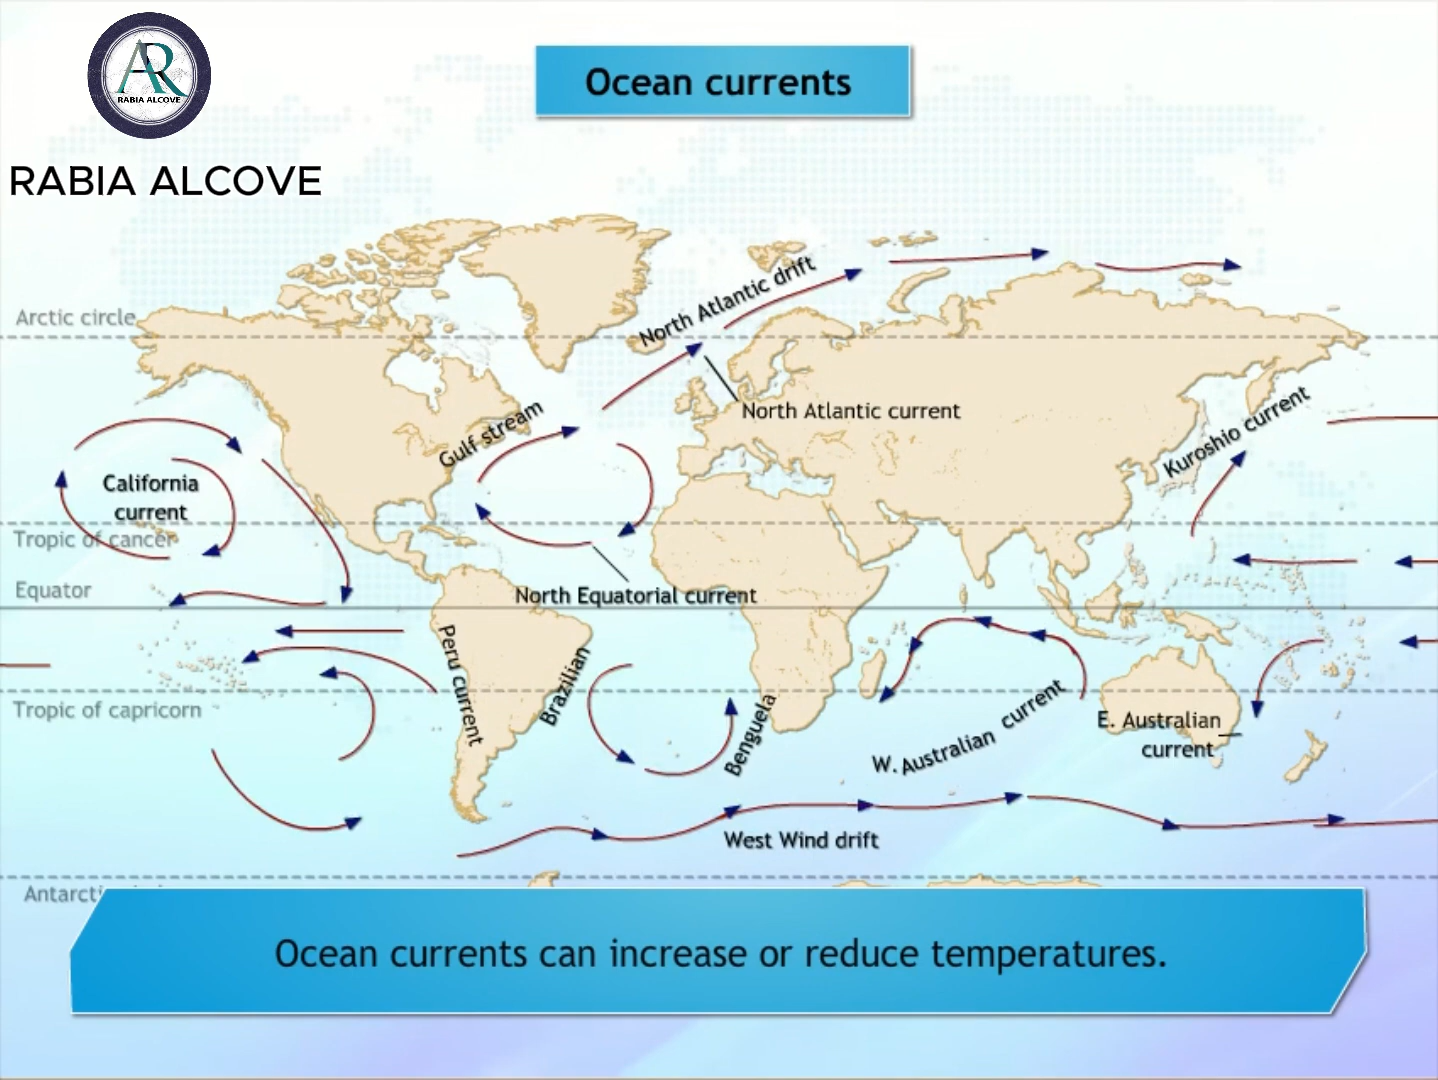 AR
RABIA ALCOVE
RABIA ALCOVE
Ocean currents
Arctic circle
North Atlantic drift
North Atlantic current
Gulf stream
Kuroshio current
California
current
Tropic of cancer
Equator
North Equatorial current
Peru current
Brazilian
Benguela
W. Australian current
E. Australian
current
Tropic of capricorn
West Wind drift
Ocean currents can increase or reduce temperatures.